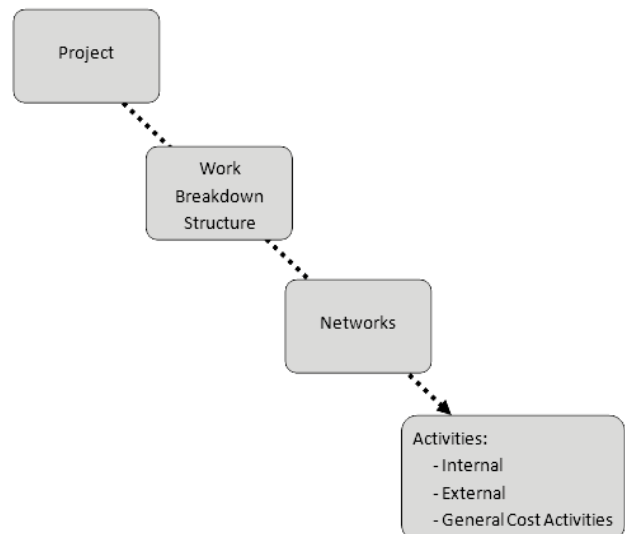 Project
Work
Breakdown
Structure
Networks
Activities:
- Internal
- External
- General Cost Activities